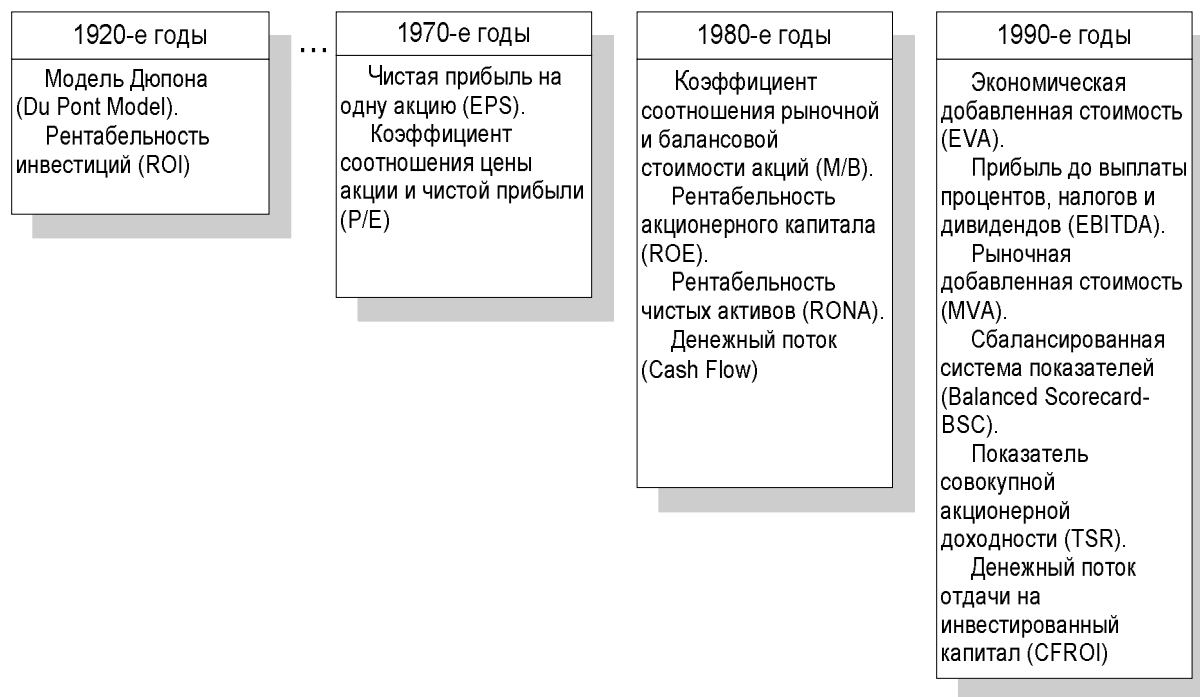 1920-е годы
Модель Дюпона
(Du Pont Model).
Рентабельность
инвестиций (ROI)
...
1970-е годы
Чистая прибыль на
одну акцию (EPS).
Коэффициент
соотношения цены
акции и чистой прибыли
(P/E)
1980-е годы
Коэффициент
соотношения рыночной
и балансовой
стоимости акций (M/B).
Рентабельность
акционерного капитала
(ROE).
Рентабельность
чистых активов (RONA).
Денежный поток
(Cash Flow)
1990-е годы
Экономическая
добавленная стоимость
(EVA).
Прибыль до выплаты
процентов, налогов и
дивидендов (EBITDA).
Рыночная
добавленная стоимость
(MVA).
Сбалансированная
система показателей
(Balanced Scorecard-
BSC).
Показатель
совокупной
акционерной
доходности (TSR).
Денежный поток
отдачи на
инвестированный
капитал (CFROI)